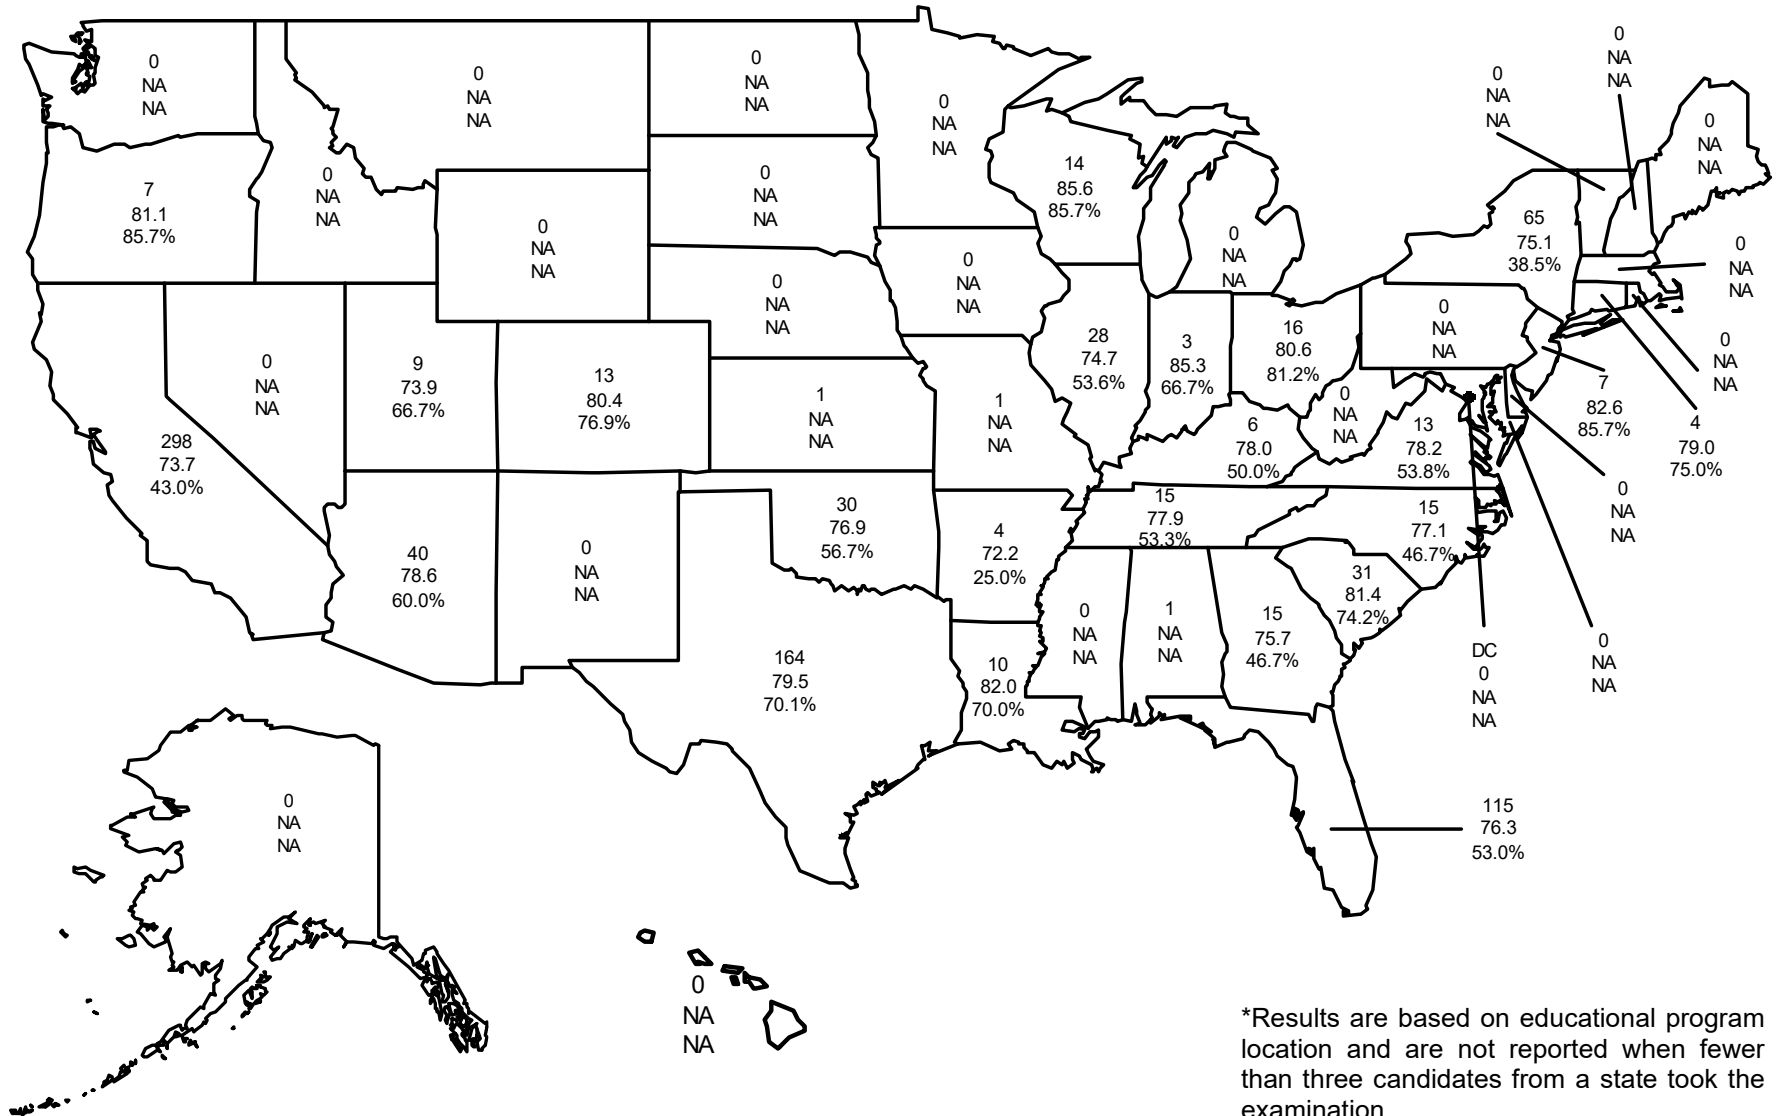 0
NA
NA
7
81.1
85.7%
298
73.7
43.0%
0
NA
NA
0
NA
NA
0
NA
NA
0
NA
NA
9
73.9
66.7%
40
78.6
60.0%
13
80.4
76.9%
0
NA
NA
0
NA
NA
0
NA
NA
0
NA
NA
1
NA
NA
30
76.9
56.7%
164
79.5
70.1%
0
NA
NA
0
NA
NA
1
NA
NA
4
72.2
25.0%
10
82.0
70.0%
14
85.6
85.7%
28
74.7
53.6%
0
NA
NA
3
85.3
66.7%
16
80.6
81.2%
6
78.0
50.0%
15
77.9
53.3%
0
NA
NA
1
NA
NA
15
75.7
46.7%
115
76.3
53.0%
31
81.4
74.2%
15
77.1
46.7%
13
78.2
53.8%
0
NA
NA
0
NA
NA
65
75.1
38.5%
0
NA
NA
0
NA
NA
0
NA
NA
0
NA
NA
0
NA
NA
4
79.0
75.0%
7
82.6
85.7%
0
NA
NA
0
NA
NA
DC
0
NA
NA
0
NA
NA
0
NA
NA
*Results are based on educational program
location and are not reported when fewer
than three candidates from a state took the
examination